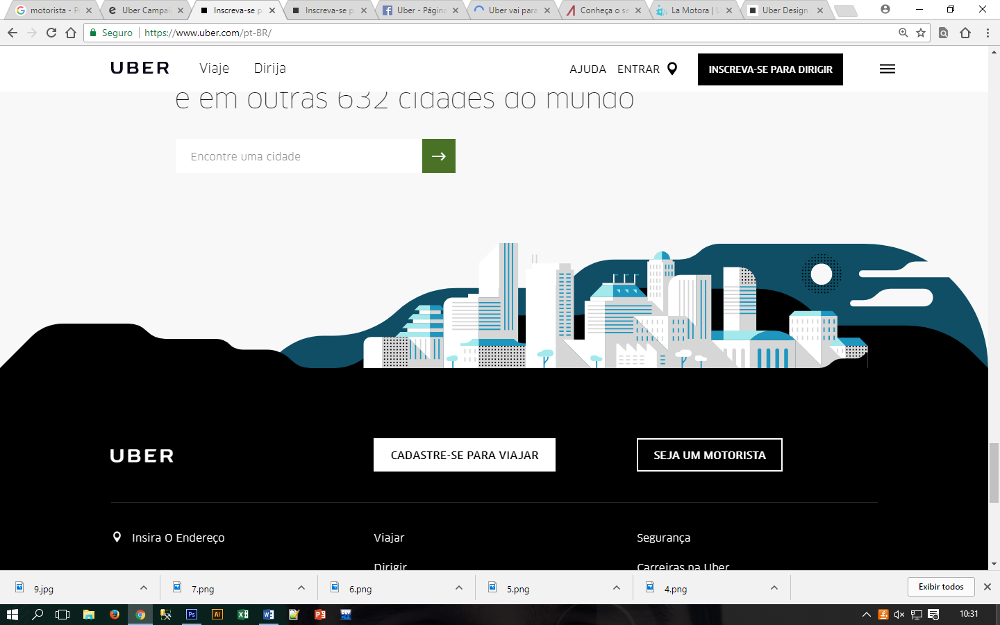 motorista - P
Uber Campai
Inscreva-se p
Inscreva-se p
Uber - Página
Uber vai para
Conheça o se
La Motora | U
Uber Design
Seguro
https://www.uber.com/pt-BR/
UBER
Viaje
Dirija
AJUDA
ENTRAR
INSCREVA-SE PARA DIRIGIR
e em outras 632 cidades do mundo
Encontre uma cidade
UBER
CADASTRE-SE PARA VIAJAR
SEJA UM MOTORISTA
Insira O Endereço
Viajar
Segurança
Dirigir
Carreiras na Uber
9.jpg
7.png
6.png
5.png
4.png
Exibir todos
Ps
Ai
10:31